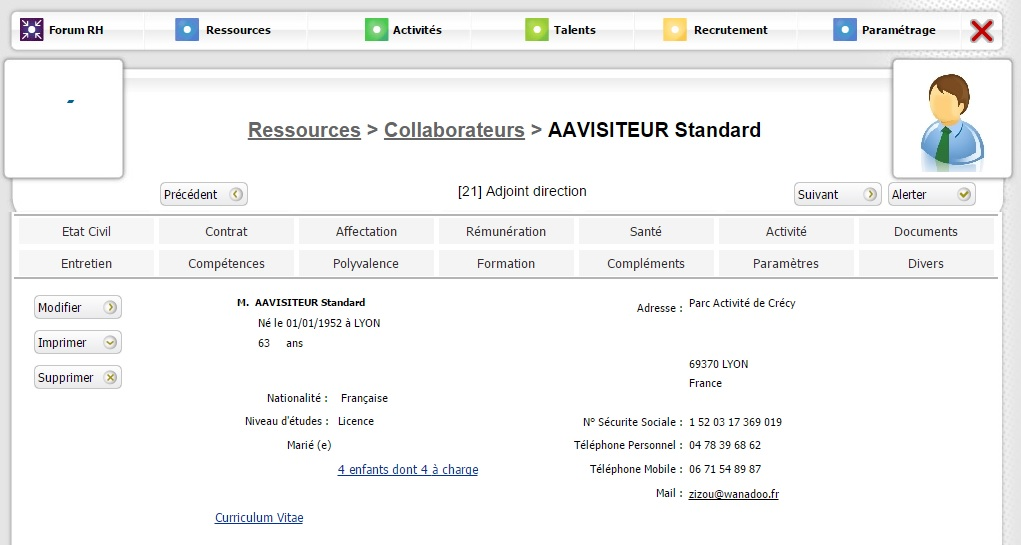 Forum RH Ressources Activités Talents Recrutement Paramétrage
Ressources > Collaborateurs > AAVISITEUR Standard
Précédent [21] Adjoint direction Suivant Alerter
Etat Civil Contrat Affectation Rémunération Santé Activité Documents
Entretien Compétences Polyvalence Formation Compléments Paramètres Divers
Modifier
Imprimer
Supprimer
M. AAVISITEUR Standard
Né le 01/01/1952 à LYON
63 ans
Nationalité : Française
Niveau d'études : Licence
Marié (e)
4 enfants dont 4 à charge
Curriculum Vitae
Adresse : Parc Activité de Crécy
69370 LYON
France
N° Sécurite Sociale : 1 52 03 17 369 019
Téléphone Personnel : 04 78 39 68 62
Téléphone Mobile : 06 71 54 89 87
Mail : zizou@wanadoo.fr